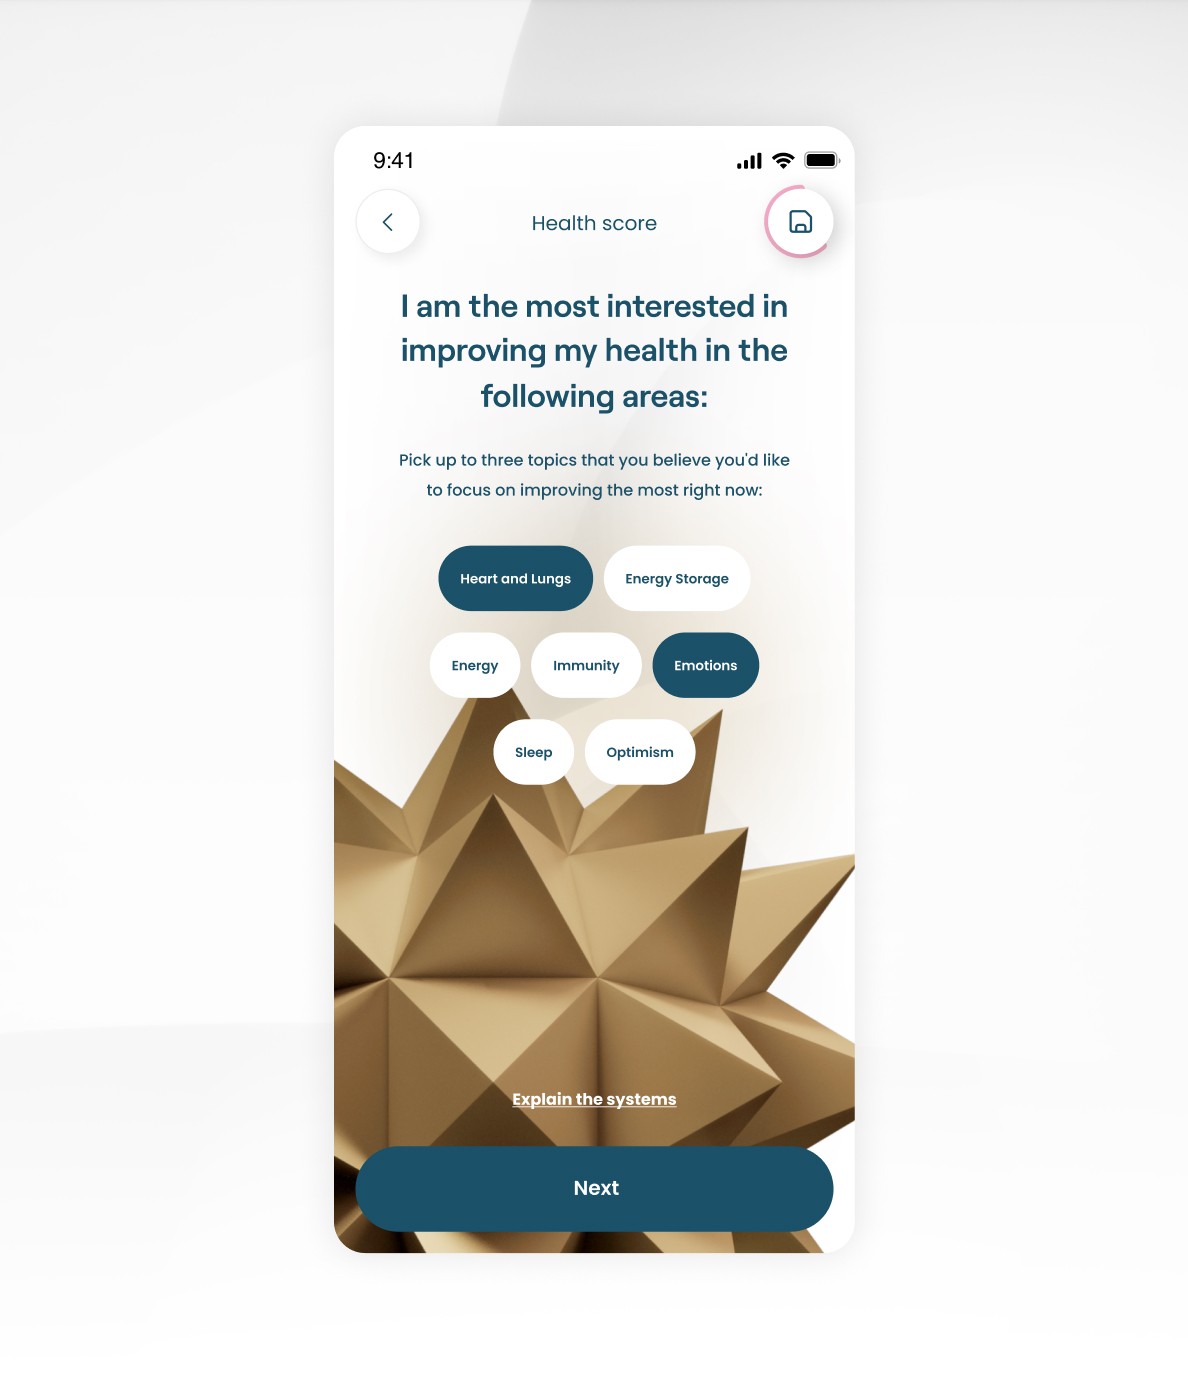 9:41
Health score
I am the most interested in
improving my health in the
following areas:
Pick up to three topics that you believe you'd like
to focus on improving the most right now:
Heart and Lungs
Energy Storage
Energy
Immunity
Emotions
Sleep
Optimism
Explain the systems
Next